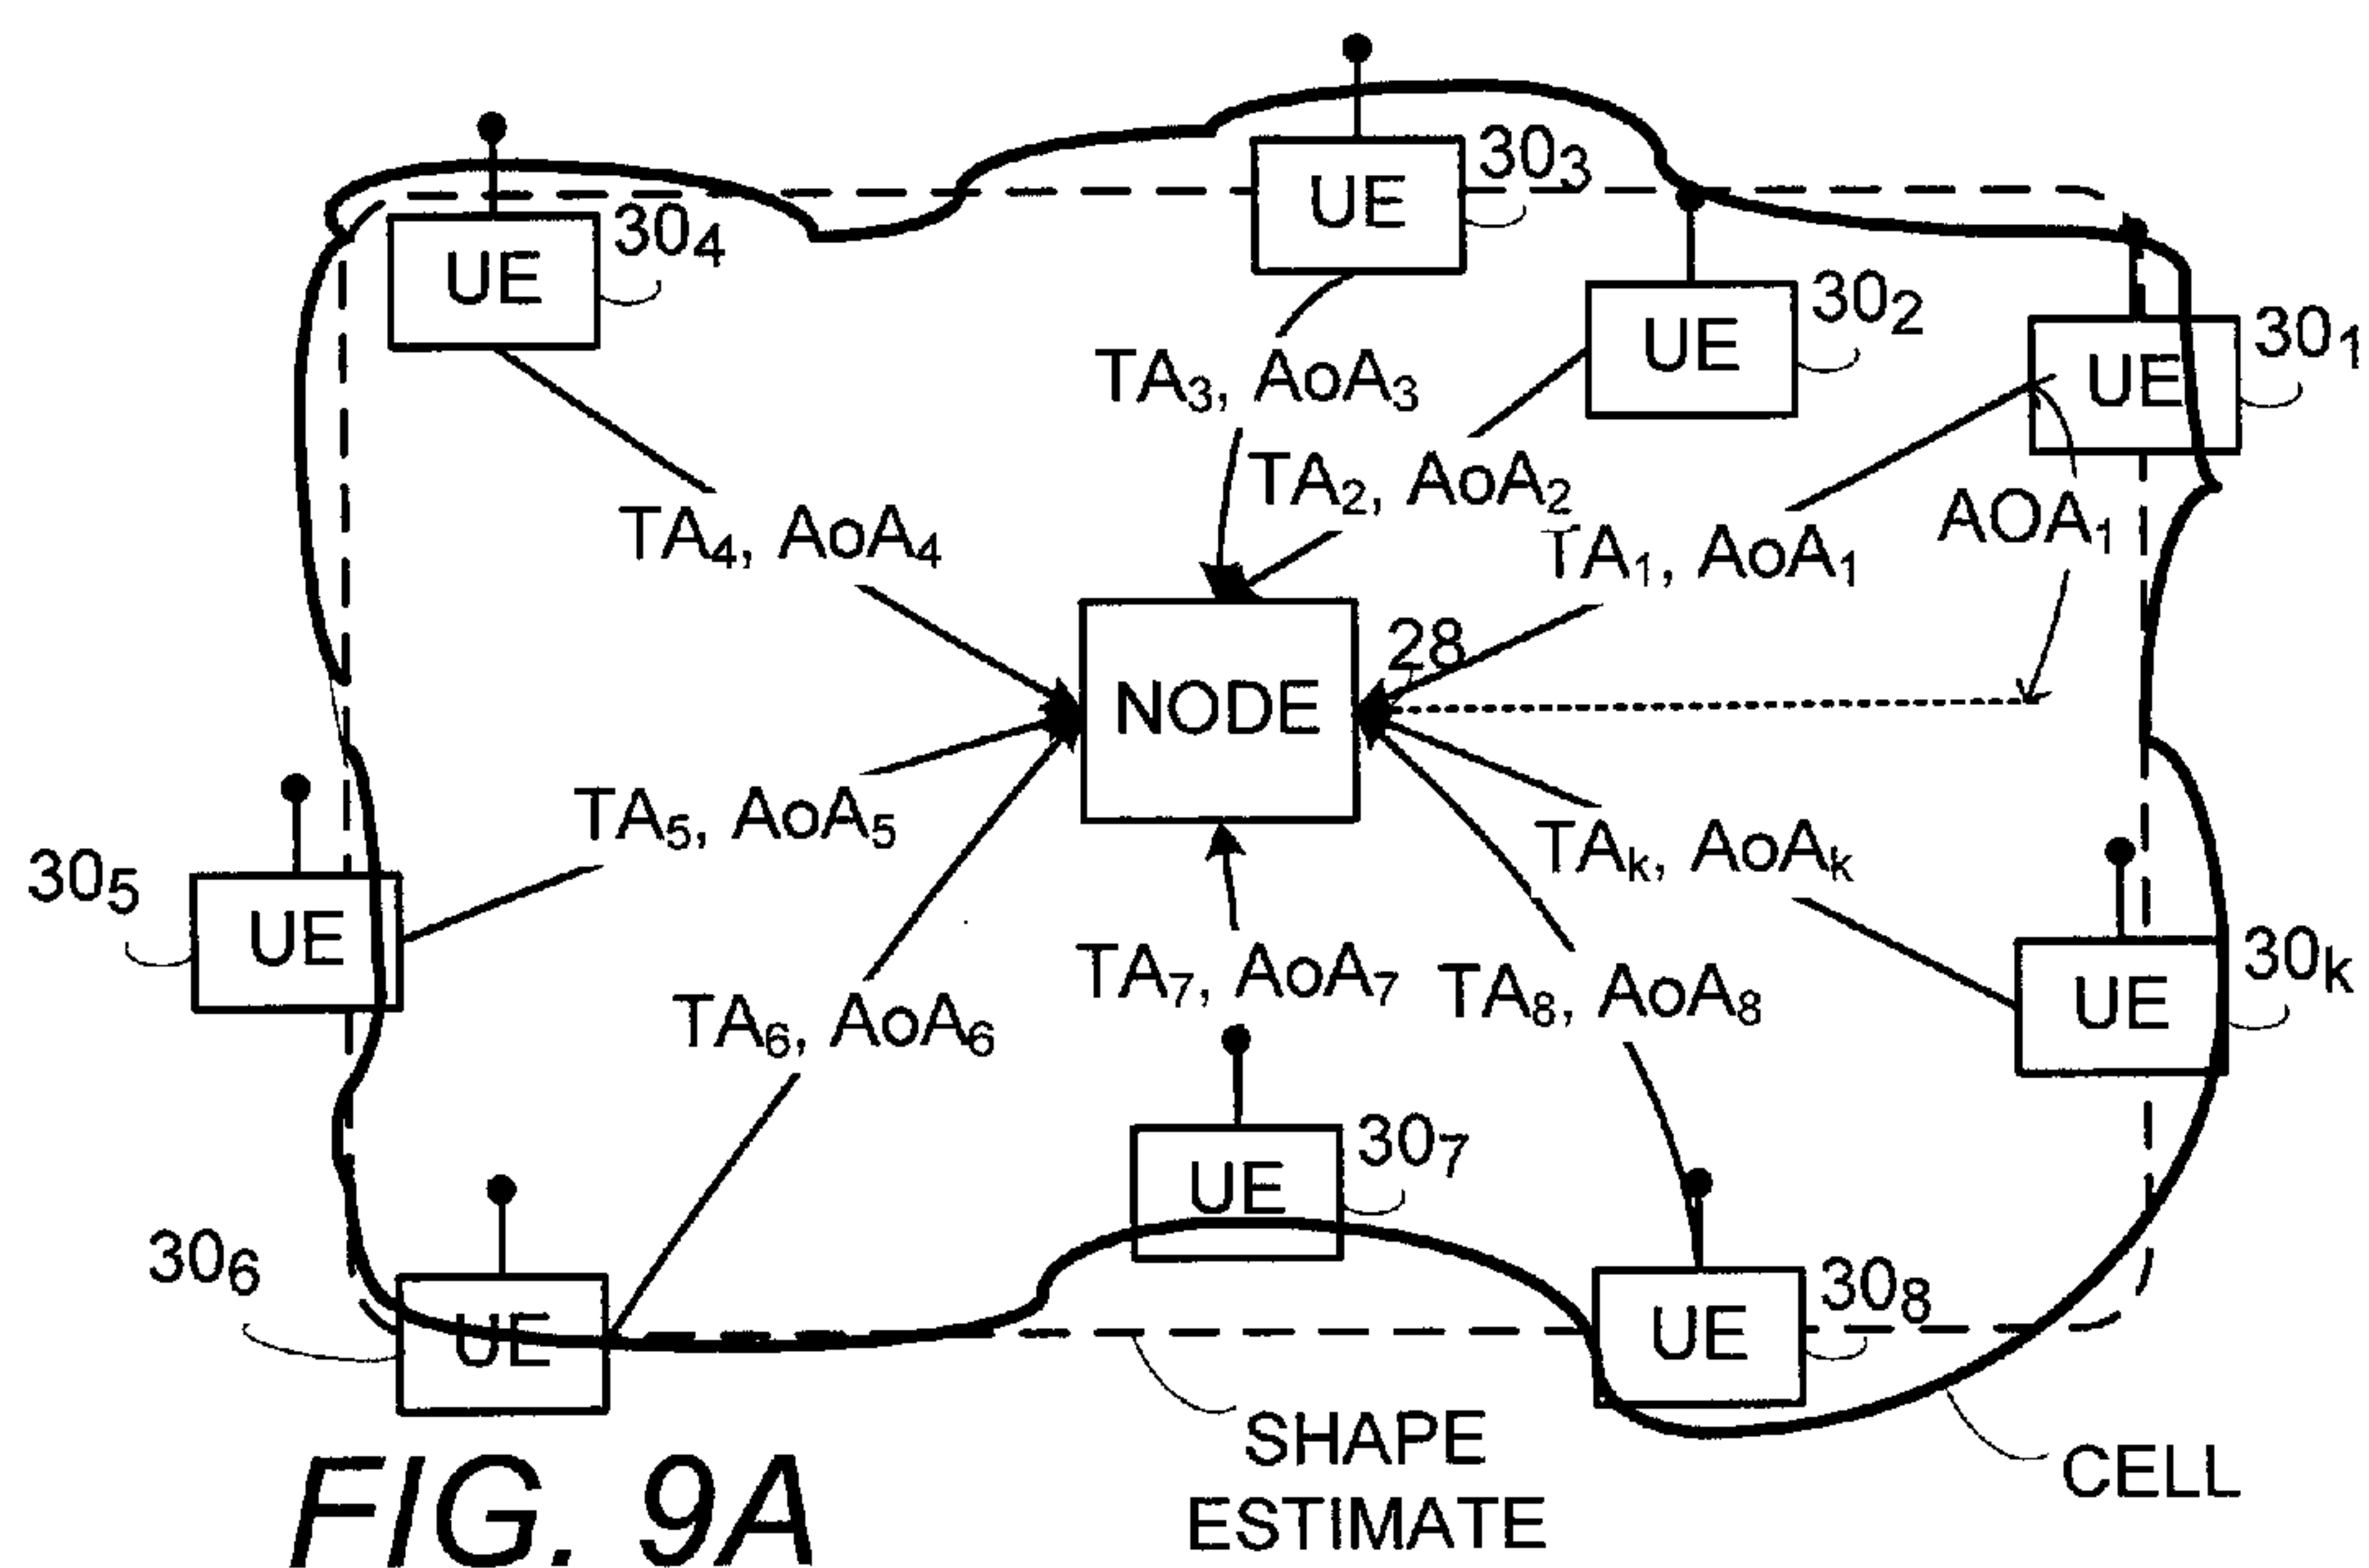 30₃
UE
30₄
UE
30₂
UE
30₁
UE
TA₃, AoA₃
TA₂, AoA₂
TA₄, AoA₄
TA₁, AoA₁
AOA₁
28
NODE
TA₅, AoA₅
TAₖ, AoAₖ
30₅
UE
30ₖ
UE
TA₇, AoA₇
TA₈, AoA₈
TA₆, AoA₆
30₇
UE
30₆
UE
30₈
UE
SHAPE
ESTIMATE
CELL
FIG. 9A